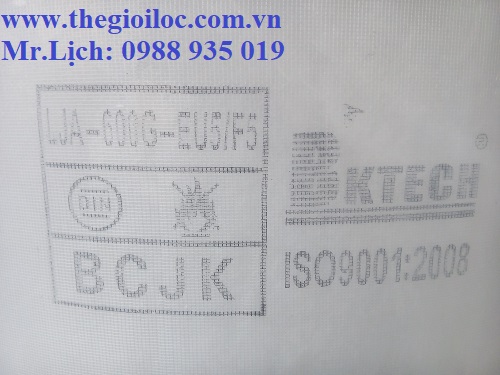 www.thegioiloc.com.vn
Mr.Lịch: 0988 935 019
LJA-600G-EU5/F5
DIN
BCJK
KTECH®
ISO9001:2008